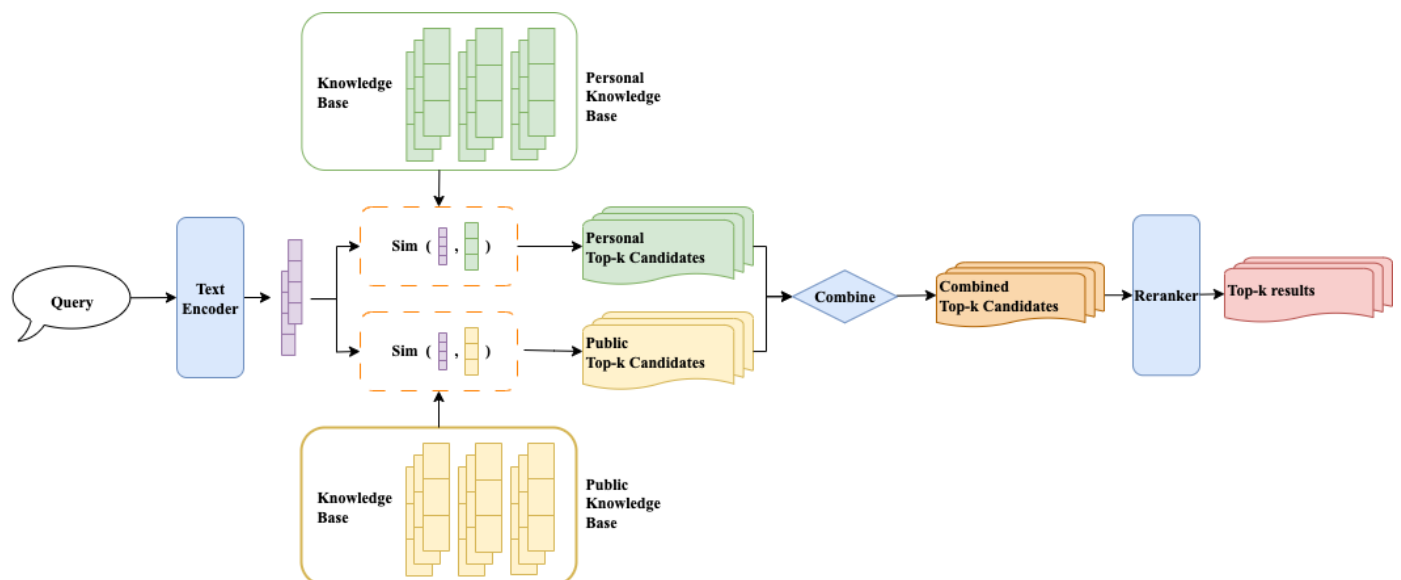 Knowledge
Base
Personal
Knowledge
Base
Query
Text
Encoder
Sim ( , )
Personal
Top-k Candidates
Sim ( , )
Public
Top-k Candidates
Combine
Combined
Top-k Candidates
Reranker
Top-k results
Knowledge
Base
Public
Knowledge
Base